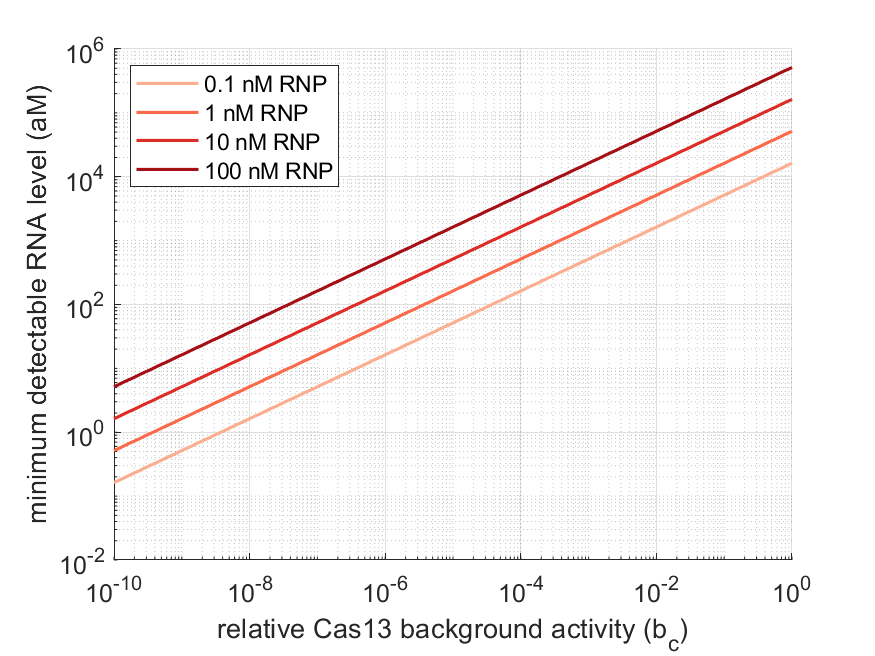 10^6
10^4
10^2
10^0
10^-2
minimum detectable RNA level (aM)
0.1 nM RNP
1 nM RNP
10 nM RNP
100 nM RNP
10^-10 10^-8 10^-6 10^-4 10^-2 10^0
relative Cas13 background activity (b_c)